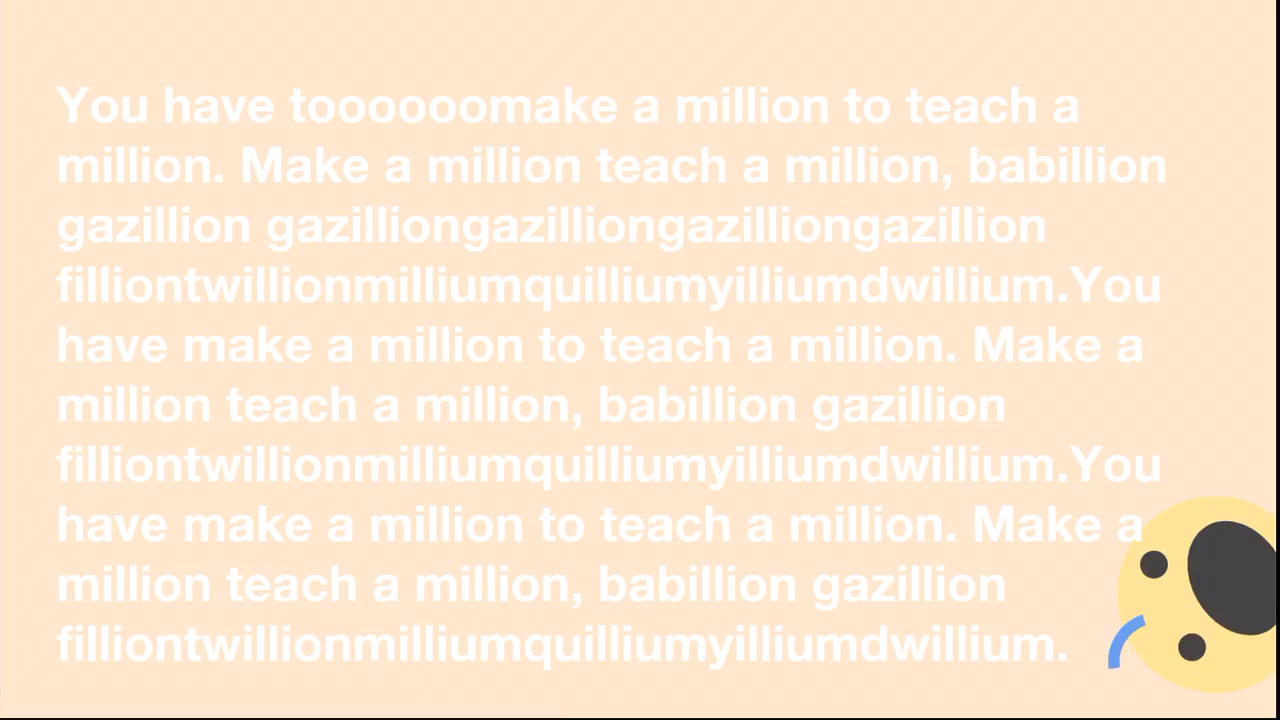 You have toooooomake a million to teach a
million. Make a million teach a million, babillion
gazillion gazilliongazilliongazilliongazillion
filliontwillionmilliumquilliumyilliumdwillium.You
have make a million to teach a million. Make a
million teach a million, babillion gazillion
filliontwillionmilliumquilliumyilliumdwillium.You
have make a million to teach a million. Make a
million teach a million, babillion gazillion
filliontwillionmilliumquilliumyilliumdwillium.